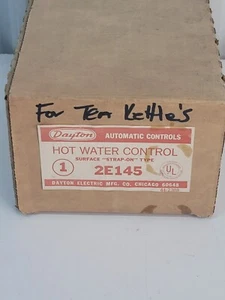 For Tea Kettle's
Dayton AUTOMATIC CONTROLS
HOT WATER CONTROL
SURFACE "STRAP-ON" TYPE
1 2E145 UL
DAYTON ELECTRIC MFG. CO. CHICAGO 60648